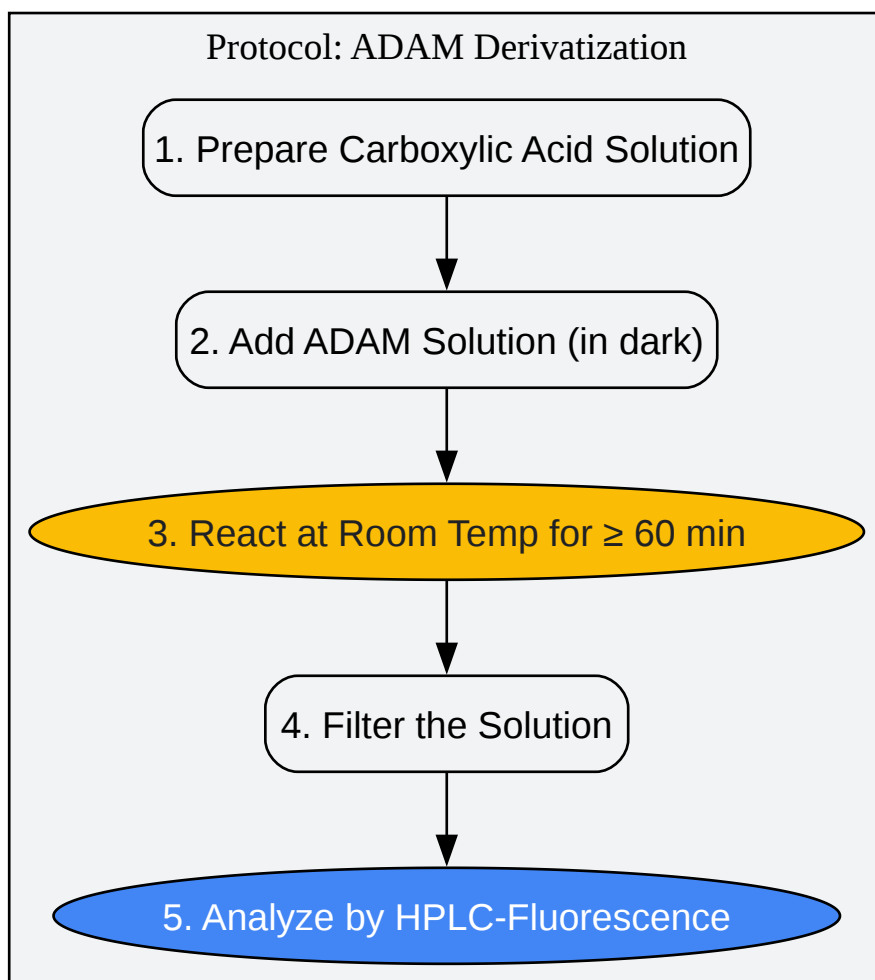 Protocol: ADAM Derivatization
1. Prepare Carboxylic Acid Solution
2. Add ADAM Solution (in dark)
3. React at Room Temp for ≥ 60 min
4. Filter the Solution
5. Analyze by HPLC-Fluorescence